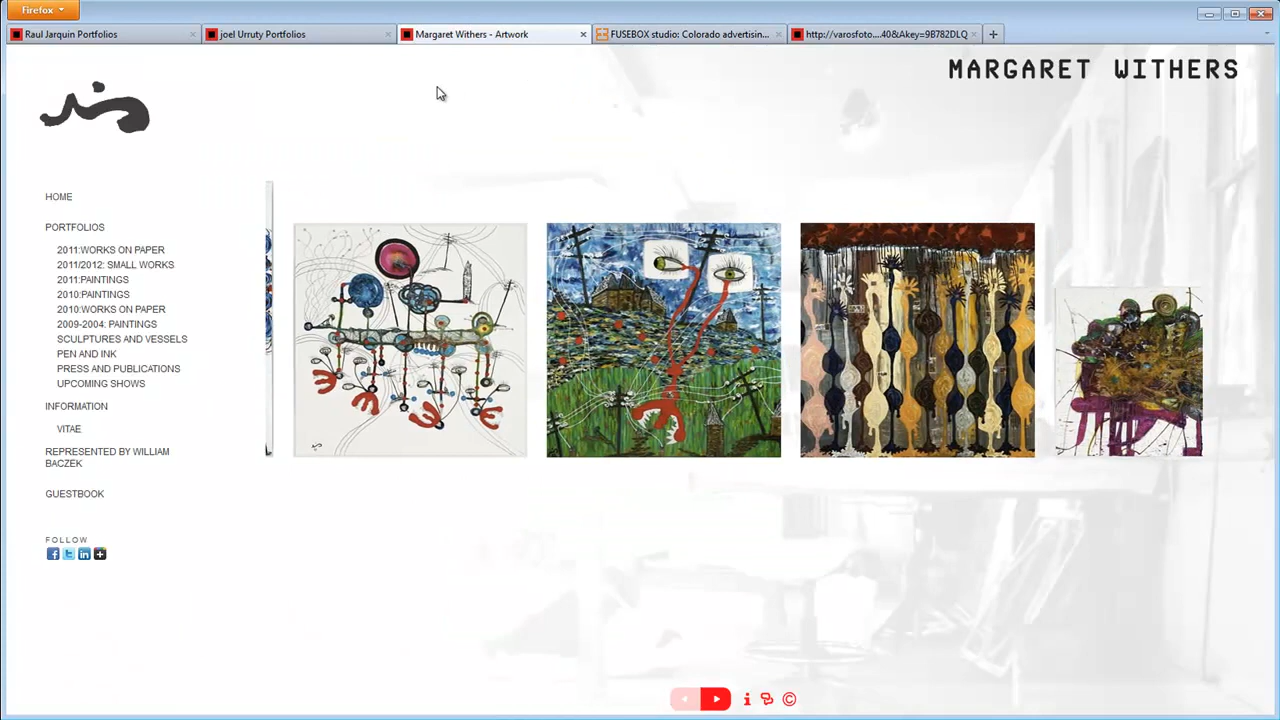 Firefox
Raul Jarquin Portfolios
joel Urruty Portfolios
Margaret Withers - Artwork
FUSEBOX studio: Colorado advertisin...
http://varosfoto....40&Akey=9B782DLQ
MARGARET WITHERS
HOME
PORTFOLIOS
2011:WORKS ON PAPER
2011/2012: SMALL WORKS
2011:PAINTINGS
2010:PAINTINGS
2010:WORKS ON PAPER
2009-2004: PAINTINGS
SCULPTURES AND VESSELS
PEN AND INK
PRESS AND PUBLICATIONS
UPCOMING SHOWS
INFORMATION
VITAE
REPRESENTED BY WILLIAM
BACZEK
GUESTBOOK
FOLLOW